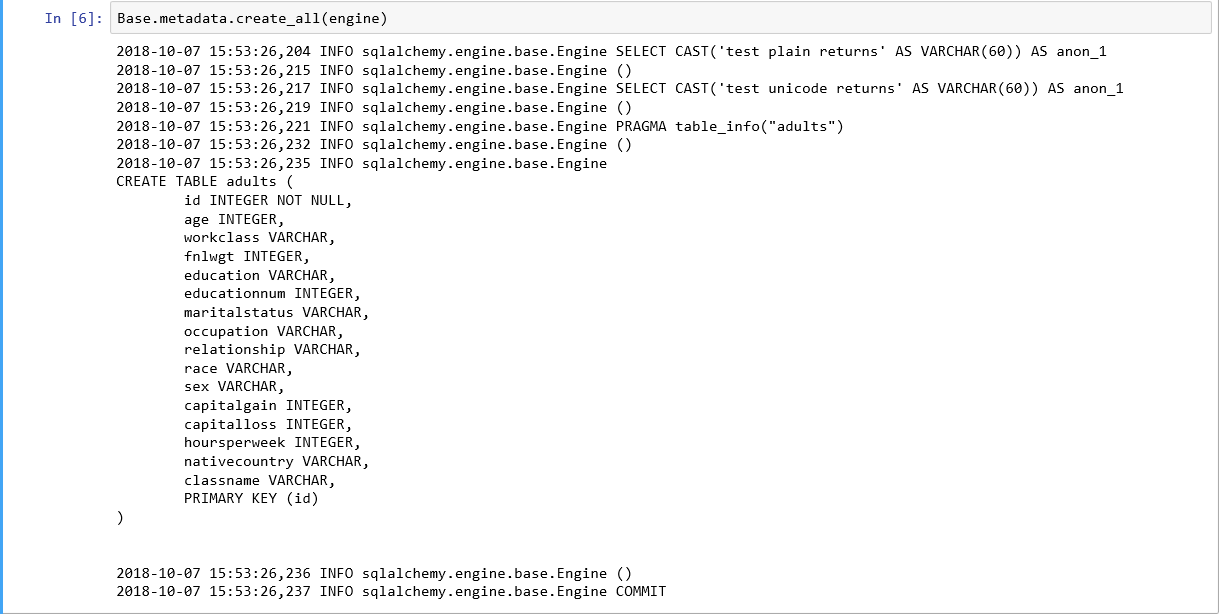 In [6]: Base.metadata.create_all(engine)
2018-10-07 15:53:26,204 INFO sqlalchemy.engine.base.Engine SELECT CAST('test plain returns' AS VARCHAR(60)) AS anon_1
2018-10-07 15:53:26,215 INFO sqlalchemy.engine.base.Engine ()
2018-10-07 15:53:26,217 INFO sqlalchemy.engine.base.Engine SELECT CAST('test unicode returns' AS VARCHAR(60)) AS anon_1
2018-10-07 15:53:26,219 INFO sqlalchemy.engine.base.Engine ()
2018-10-07 15:53:26,221 INFO sqlalchemy.engine.base.Engine PRAGMA table_info("adults")
2018-10-07 15:53:26,232 INFO sqlalchemy.engine.base.Engine ()
2018-10-07 15:53:26,235 INFO sqlalchemy.engine.base.Engine
CREATE TABLE adults (
        id INTEGER NOT NULL,
        age INTEGER,
        workclass VARCHAR,
        fnlwgt INTEGER,
        education VARCHAR,
        educationnum INTEGER,
        maritalstatus VARCHAR,
        occupation VARCHAR,
        relationship VARCHAR,
        race VARCHAR,
        sex VARCHAR,
        capitalgain INTEGER,
        capitalloss INTEGER,
        hoursperweek INTEGER,
        nativecountry VARCHAR,
        classname VARCHAR,
        PRIMARY KEY (id)
)
2018-10-07 15:53:26,236 INFO sqlalchemy.engine.base.Engine ()
2018-10-07 15:53:26,237 INFO sqlalchemy.engine.base.Engine COMMIT